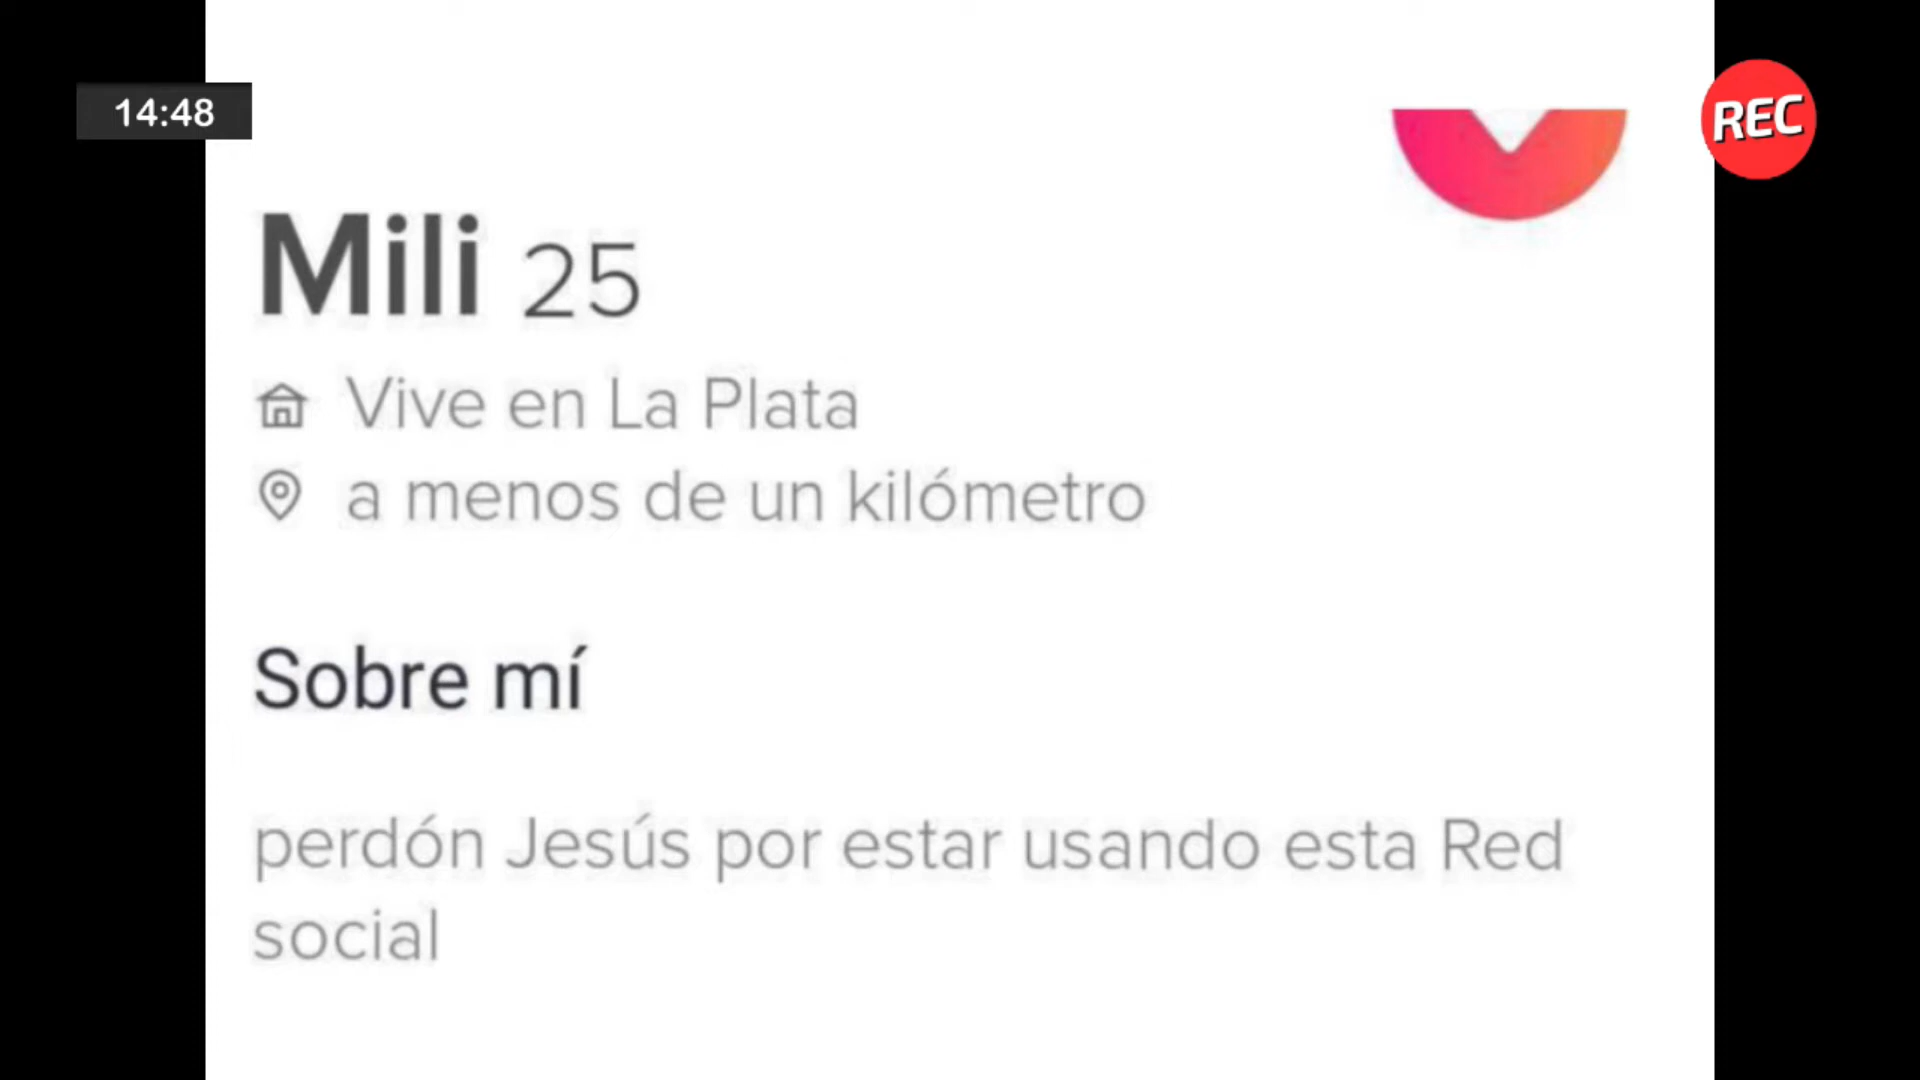 14:48
REC
Mili 25
Vive en La Plata
a menos de un kilómetro
Sobre mí
perdón Jesús por estar usando esta Red
social